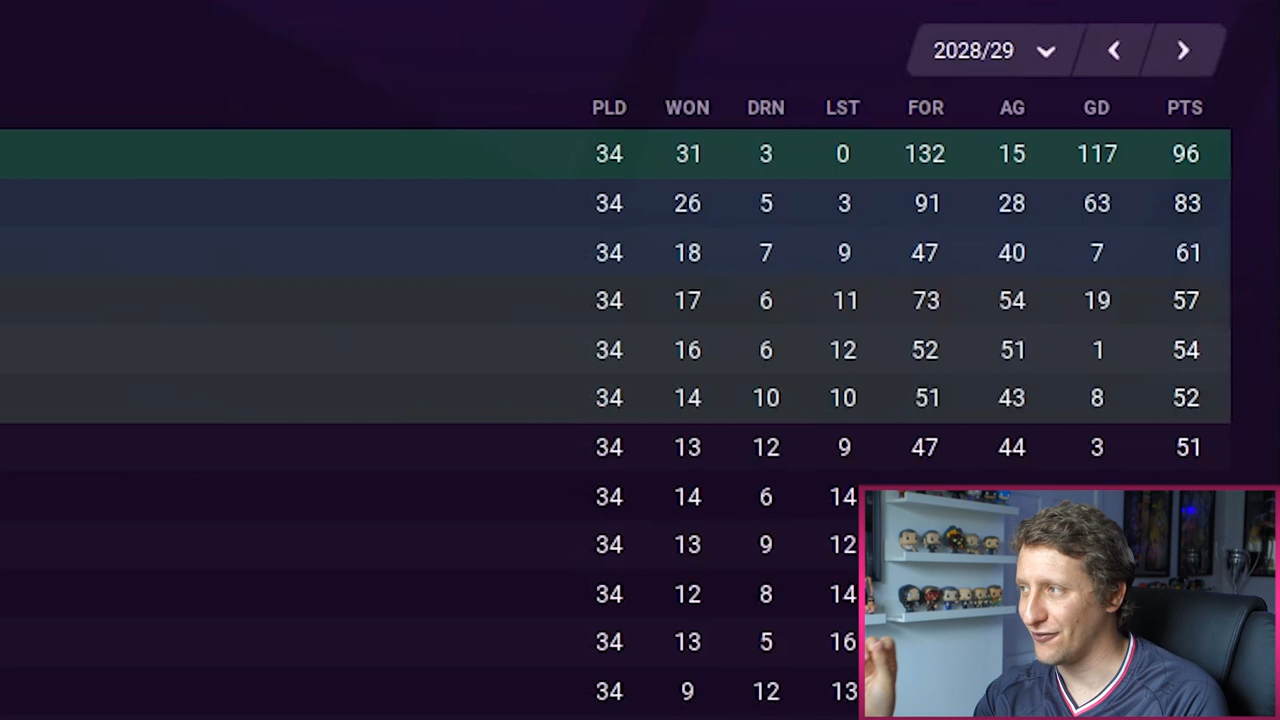 2028/29
PLD WON DRN LST FOR AG GD PTS
34 31 3 0 132 15 117 96
34 26 5 3 91 28 63 83
34 18 7 9 47 40 7 61
34 17 6 11 73 54 19 57
34 16 6 12 52 51 1 54
34 14 10 10 51 43 8 52
34 13 12 9 47 44 3 51
34 14 6 14
34 13 9 12
34 12 8 14
34 13 5 16
34 9 12 13